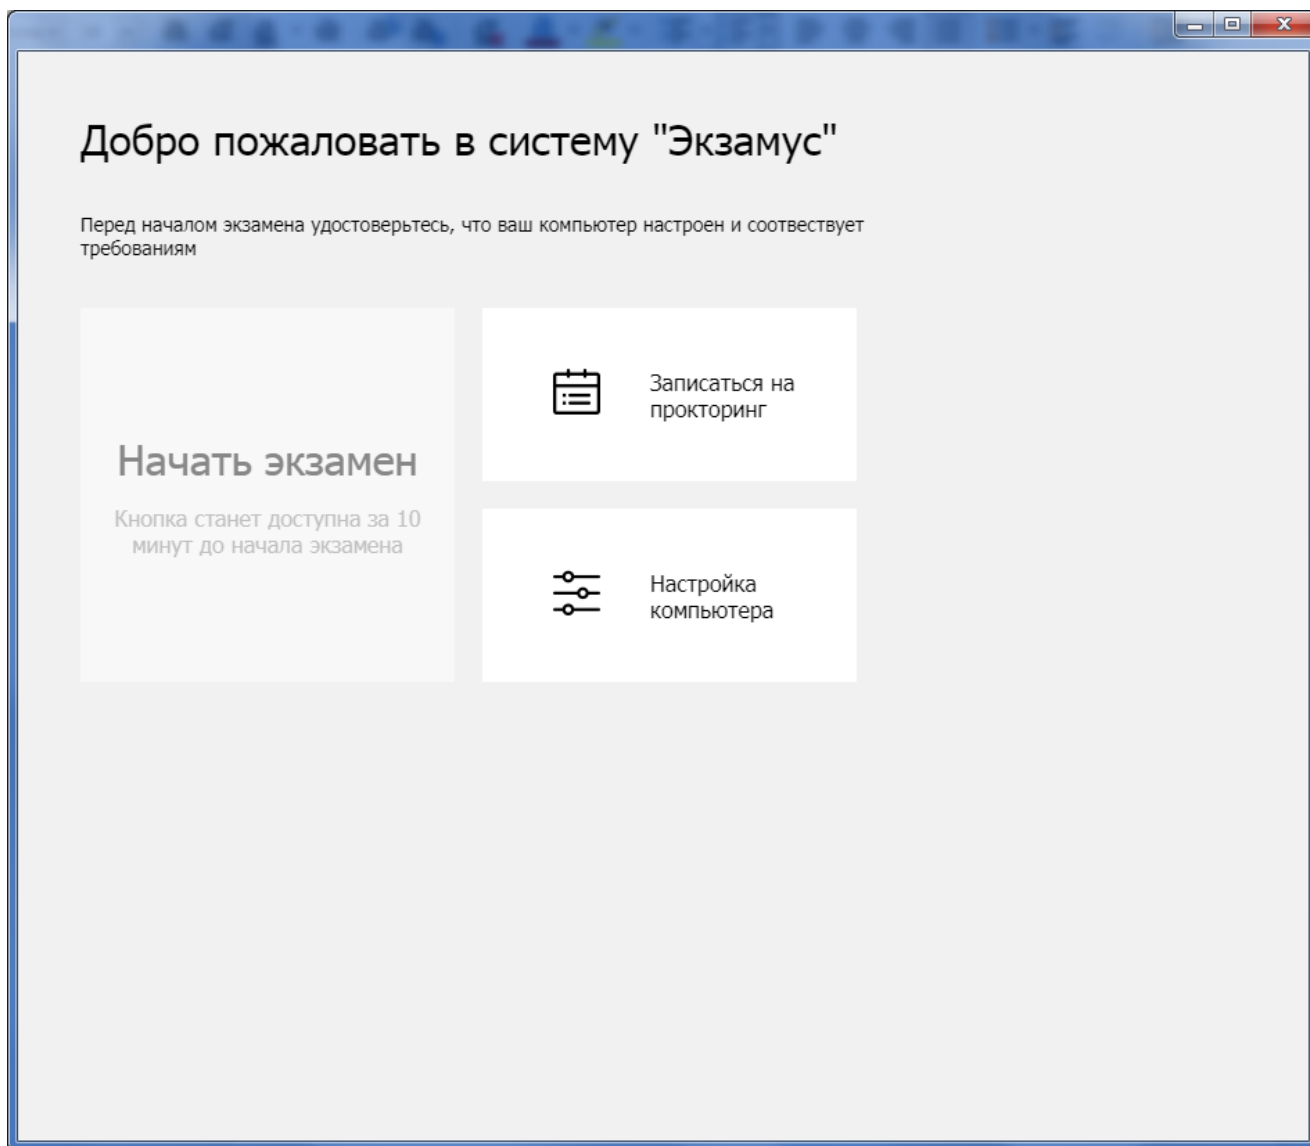 Добро пожаловать в систему "Экзамус"
Перед началом экзамена удостоверьтесь, что ваш компьютер настроен и соотвествует
требованиям
Начать экзамен
Кнопка станет доступна за 10
минут до начала экзамена
Записаться на
прокторинг
Настройка
компьютера